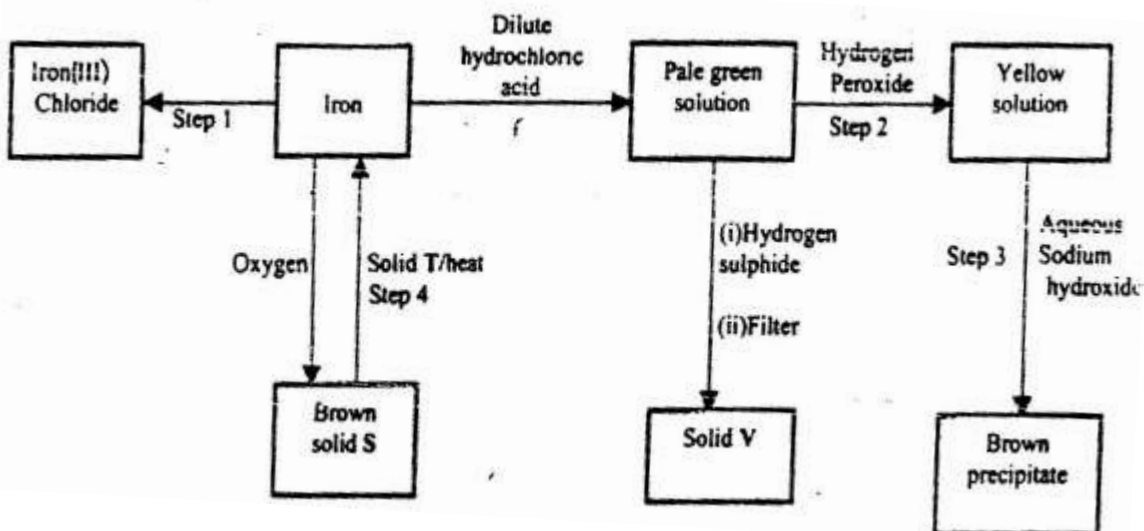 Iron(III)
Chloride
Step 1
Iron
Dilute
hydrochloric
acid
Pale green
solution
Hydrogen
Peroxide
Step 2
Yellow
solution
Oxygen
Solid T/heat
Step 4
(i)Hydrogen
sulphide
(ii)Filter
Step 3
Aqueous
Sodium
hydroxide
Brown
solid S
Solid V
Brown
precipitate